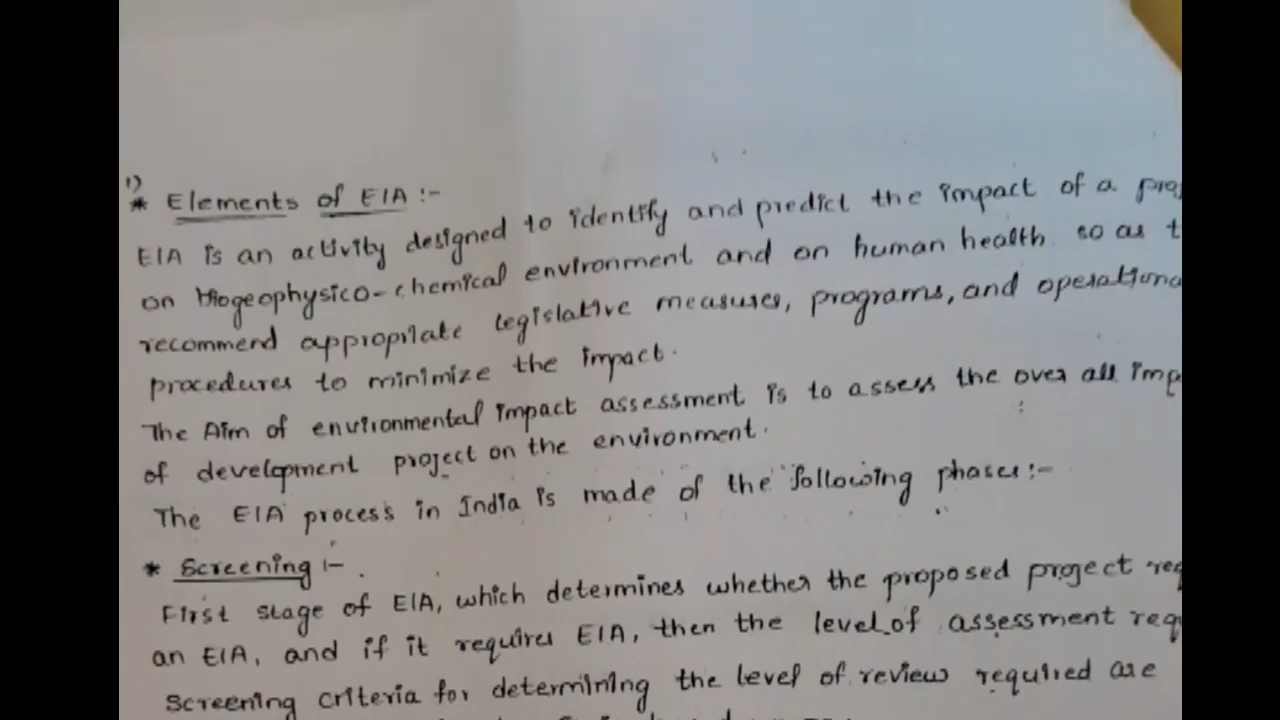 1)
* Elements of EIA :-
EIA is an activity designed to identify and predict the impact of a
on biogeophysico-chemical environment and on human health so as t
recommend appropriate legislative measures, programs, and operationa
procedures to minimize the impact.
The Aim of environmental impact assessment is to assess the over all imp
of development project on the environment.
The EIA process in India is made of the following phases:-
* Screening :-
First stage of EIA, which determines whether the proposed project req
an EIA, and if it requires EIA, then the level of assessment req
Screening criteria for determining the level of review required are